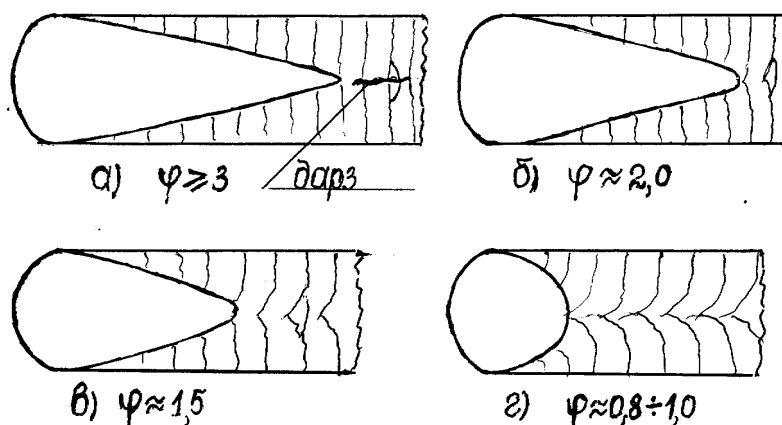 а) φ ≥ 3
дарз
б) φ ≈ 2,0
в) φ ≈ 1,5
г) φ ≈ 0,8 ÷ 1,0